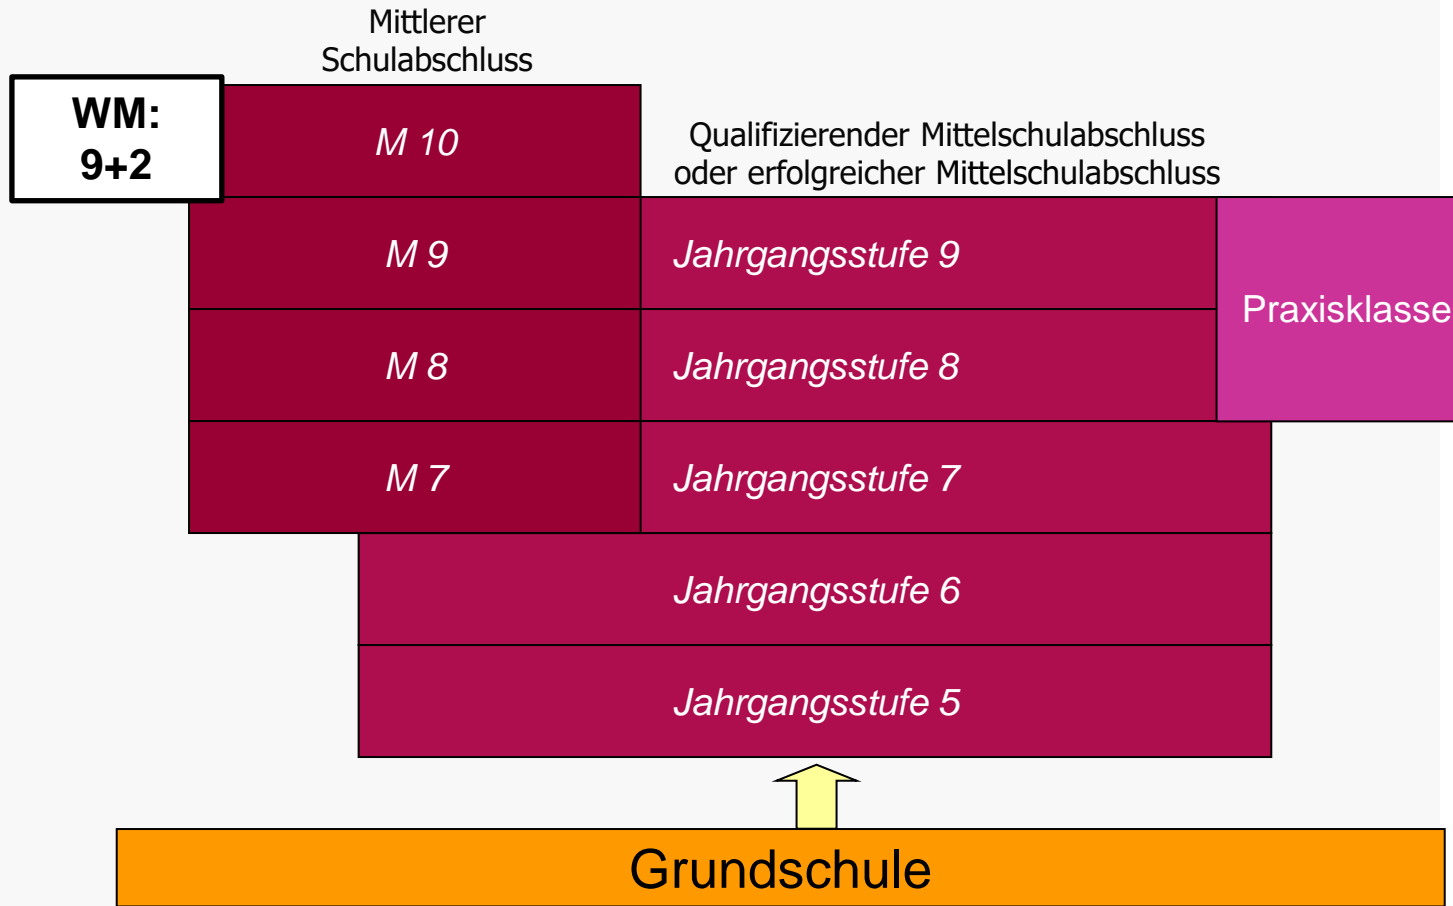 Mittlerer
Schulabschluss
WM:
9+2
M 10
Qualifizierender Mittelschulabschluss
oder erfolgreicher Mittelschulabschluss
M 9
Jahrgangsstufe 9
Praxisklasse
M 8
Jahrgangsstufe 8
M 7
Jahrgangsstufe 7
Jahrgangsstufe 6
Jahrgangsstufe 5
Grundschule